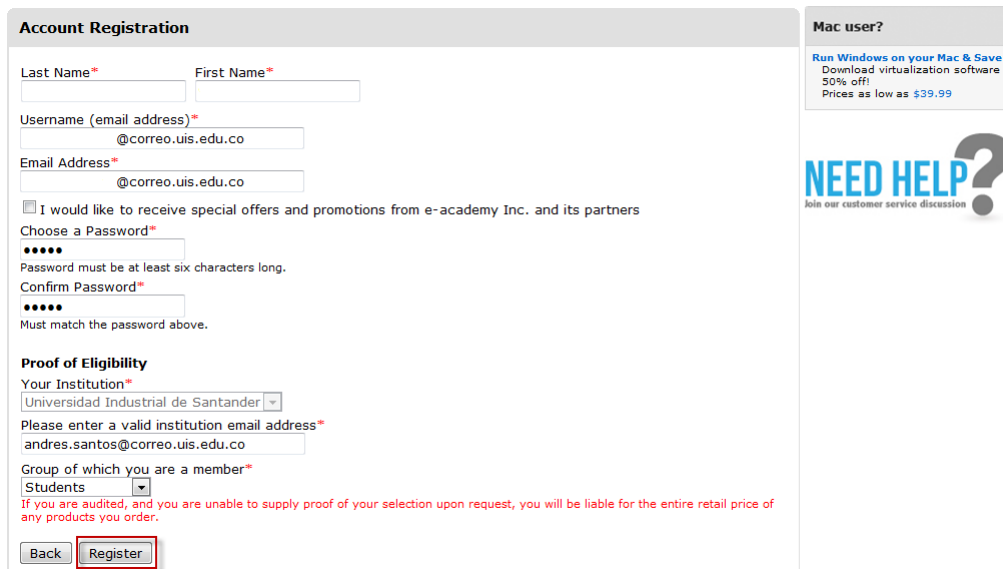 Account Registration
Last Name* First Name*
Username (email address)*
@correo.uis.edu.co
Email Address*
@correo.uis.edu.co
I would like to receive special offers and promotions from e-academy Inc. and its partners
Choose a Password*
•••••
Password must be at least six characters long.
Confirm Password*
•••••
Must match the password above.
Proof of Eligibility
Your Institution*
Universidad Industrial de Santander
Please enter a valid institution email address*
andres.santos@correo.uis.edu.co
Group of which you are a member*
Students
If you are audited, and you are unable to supply proof of your selection upon request, you will be liable for the entire retail price of
any products you order.
Back Register
Mac user?
Run Windows on your Mac & Save
Download virtualization software
50% off!
Prices as low as $39.99
NEED HELP?
Join our customer service discussion